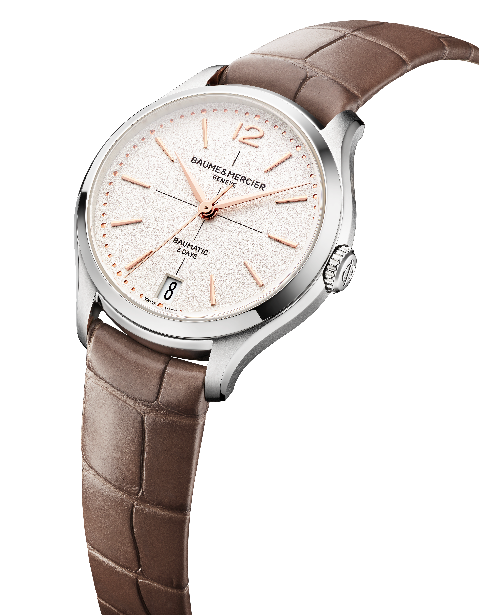 12
BAUME & MERCIER
GENEVE
BAUMATIC
5 DAYS
8